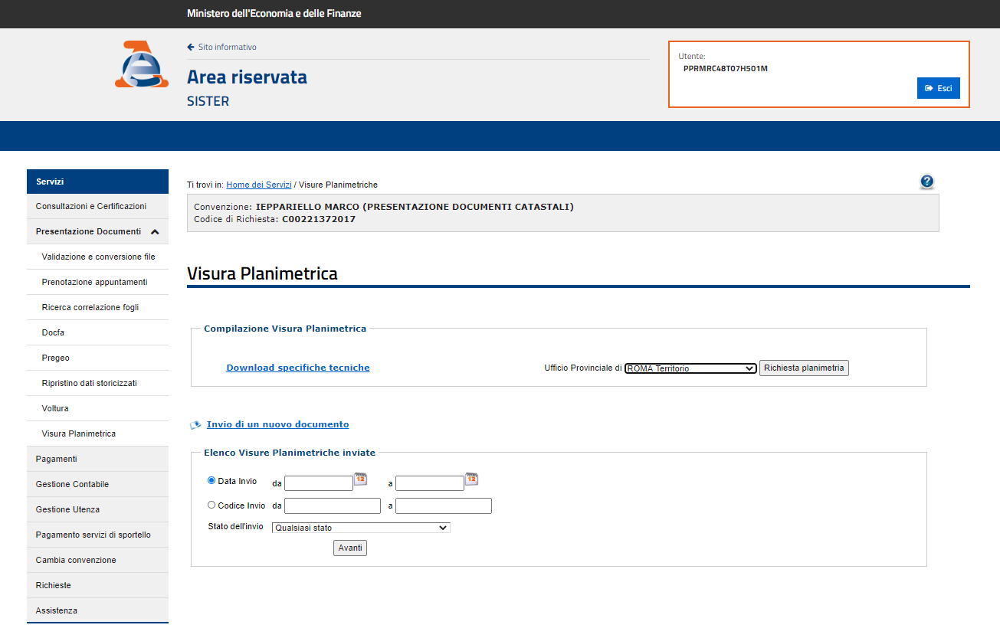 Ministero dell'Economia e delle Finanze
Sito informativo
Area riservata
SISTER
Utente:
PPRMRC48T07H501M
Esci
Servizi
Consultazioni e Certificazioni
Presentazione Documenti
Validazione e conversione file
Prenotazione appuntamenti
Ricerca correlazione fogli
Docfa
Pregeo
Ripristino dati storicizzati
Voltura
Visura Planimetrica
Pagamenti
Gestione Contabile
Gestione Utenza
Pagamento servizi di sportello
Cambia convenzione
Richieste
Assistenza
Ti trovi in: Home dei Servizi / Visure Planimetriche
?
Convenzione: IEPPARIELLO MARCO (PRESENTAZIONE DOCUMENTI CATASTALI)
Codice di Richiesta: C00221372017
Visura Planimetrica
Compilazione Visura Planimetrica
Download specifiche tecniche
Ufficio Provinciale di ROMA Territorio Richiesta planimetria
Invio di un nuovo documento
Elenco Visure Planimetriche inviate
Data Invio da 12 a 12
Codice Invio da a
Stato dell'invio Qualsiasi stato
Avanti